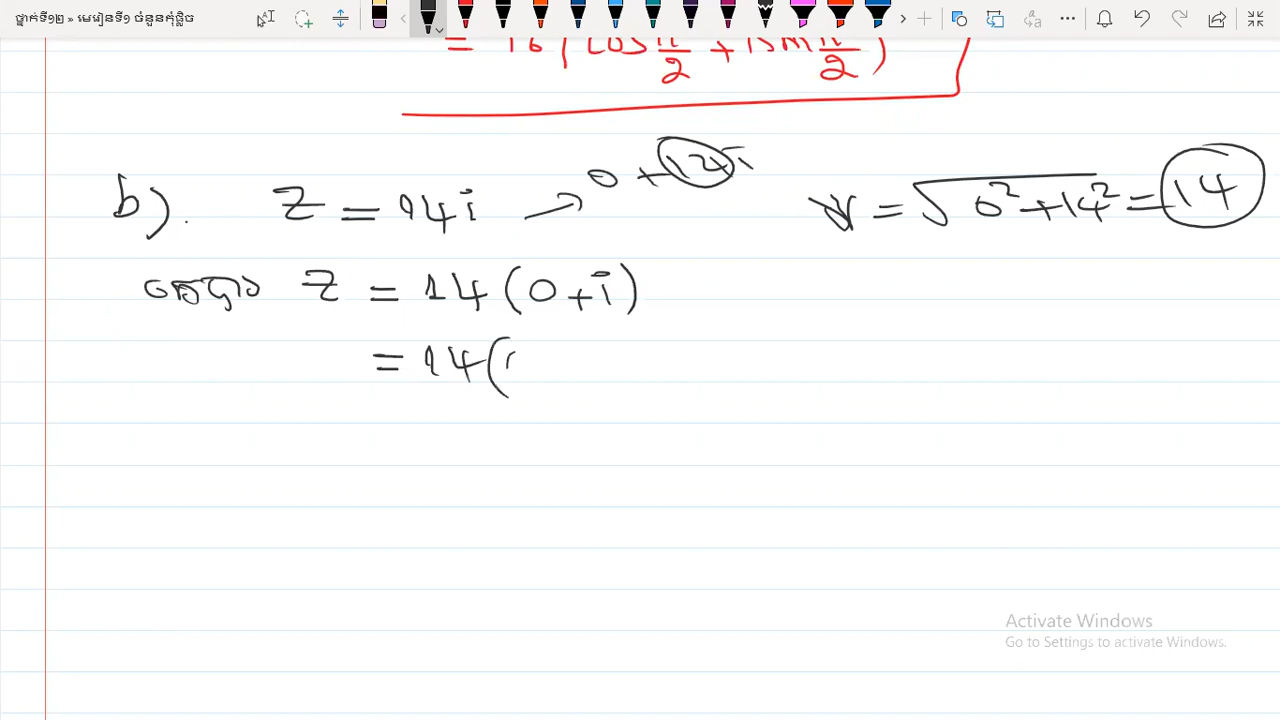 ថ្នាក់ទី១២ » មេរៀនទី១ ចំនួនកុំផ្លិច
= 16 ( cos π/2 + i sin π/2 )
b). Z = 14i → 0 + 14i r = √(0² + 14²) = 14
គេបាន Z = 14 (0 + i)
= 14 (
Activate Windows
Go to Settings to activate Windows.